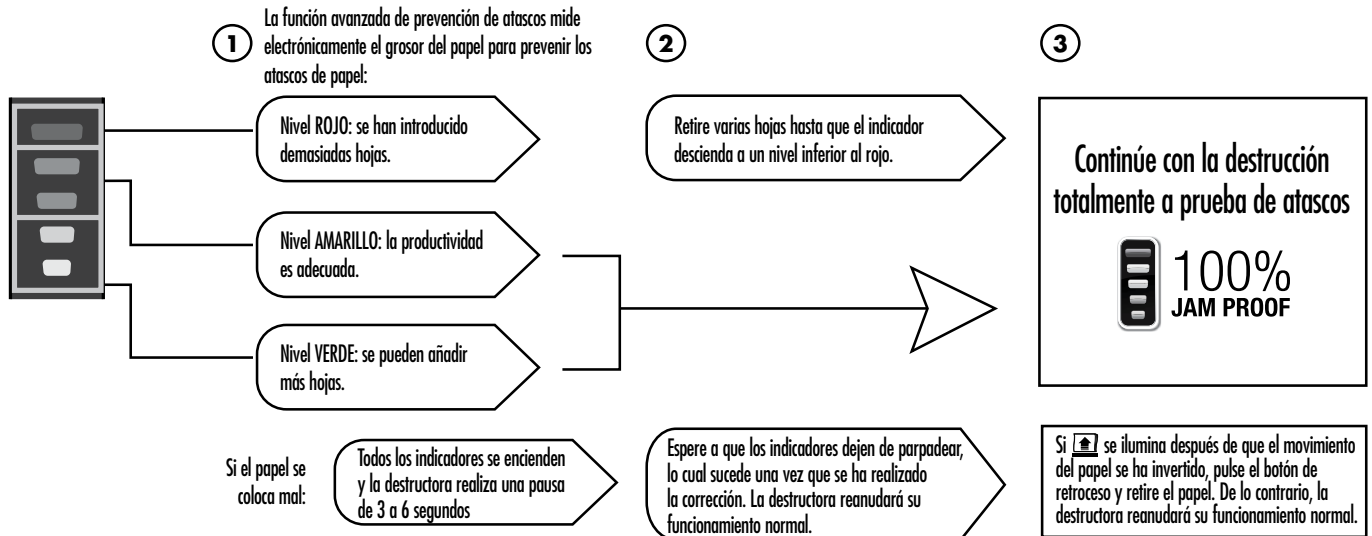 1
La función avanzada de prevención de atascos mide
electrónicamente el grosor del papel para prevenir los
atascos de papel:
Nivel ROJO: se han introducido
demasiadas hojas.
Nivel AMARILLO: la productividad
es adecuada.
Nivel VERDE: se pueden añadir
más hojas.
2
Retire varias hojas hasta que el indicador
descienda a un nivel inferior al rojo.
3
Continúe con la destrucción
totalmente a prueba de atascos
100%
JAM PROOF
Si el papel se
coloca mal:
Todos los indicadores se encienden
y la destructora realiza una pausa
de 3 a 6 segundos
Espere a que los indicadores dejen de parpadear,
lo cual sucede una vez que se ha realizado
la corrección. La destructora reanudará su
funcionamiento normal.
Si se ilumina después de que el movimiento
del papel se ha invertido, pulse el botón de
retroceso y retire el papel. De lo contrario, la
destructora reanudará su funcionamiento normal.